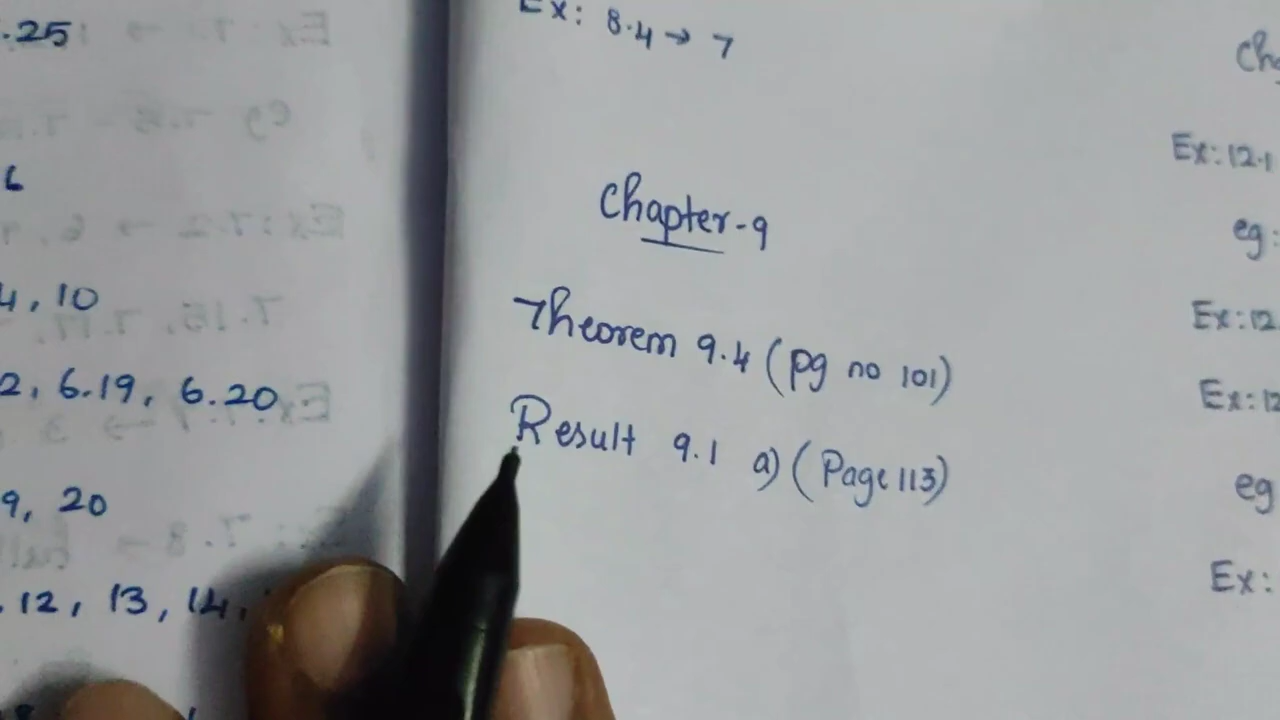 .25
6
4, 10
2, 6.19, 6.20
9, 20
12, 13, 14,
Ex: 8.4 → 7
Chapter-9
Theorem 9.4 (pg no 101)
Result 9.1 a) (Page 113)
Ex: 12.1
eg:
Ex: 12
Ex: 12
eg
Ex: